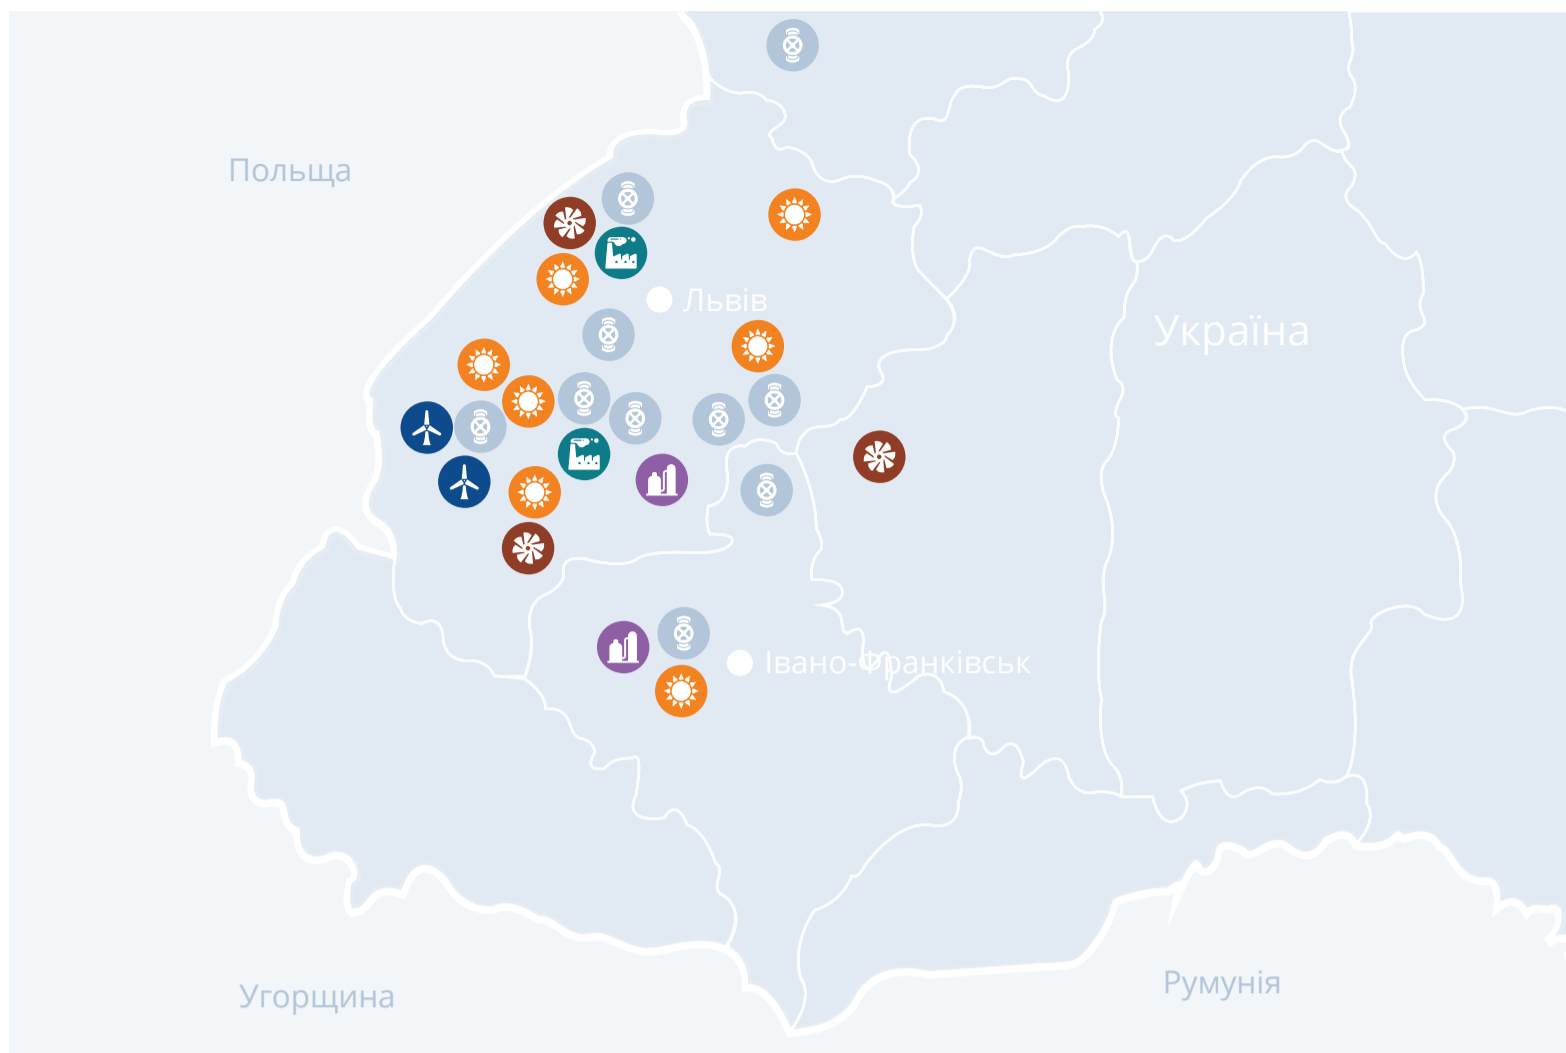 Польща
Львів
Україна
Івано-Франківськ
Румунія
Угорщина